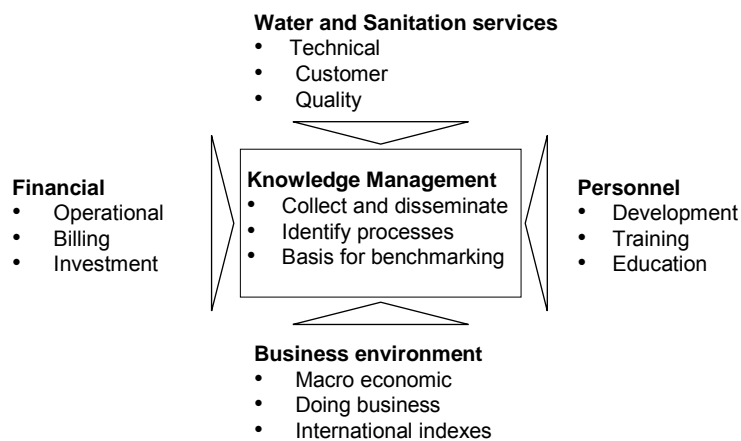 Water and Sanitation services
• Technical
• Customer
• Quality
Financial
• Operational
• Billing
• Investment
Knowledge Management
• Collect and disseminate
• Identify processes
• Basis for benchmarking
Personnel
• Development
• Training
• Education
Business environment
• Macro economic
• Doing business
• International indexes